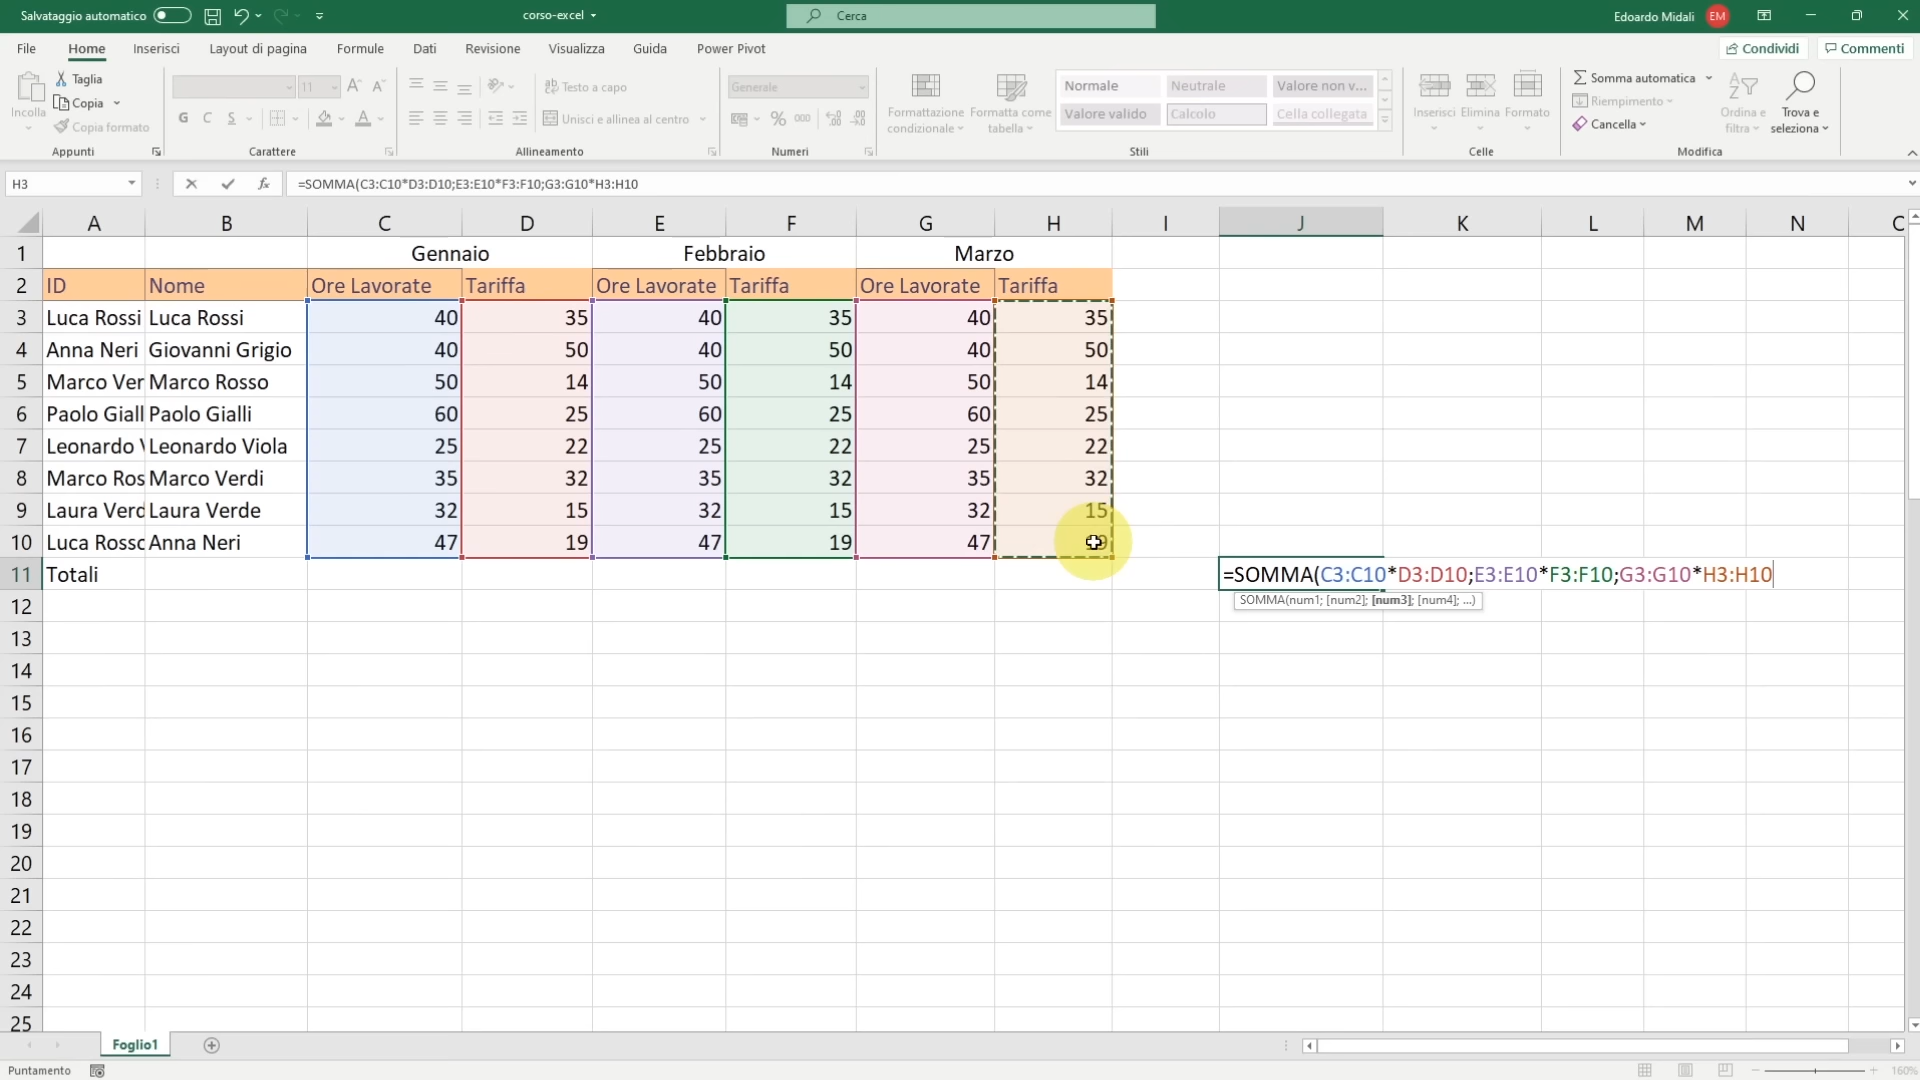 Salvataggio automatico
corso-excel
Cerca
Edoardo Midali
EM
File Home Inserisci Layout di pagina Formule Dati Revisione Visualizza Guida Power Pivot Condividi Commenti
Incolla
Taglia
Copia
Copia formato
Appunti
11
G C S
Carattere
Testo a capo
Unisci e allinea al centro
Allineamento
Generale
% 000
Numeri
Formattazione condizionale
Formatta come tabella
Normale Neutrale Valore non v...
Valore valido Calcolo Cella collegata
Stili
Inserisci Elimina Formato
Celle
Somma automatica
Riempimento
Cancella
Ordina e filtra
Trova e seleziona
Modifica
H3
fx
=SOMMA(C3:C10*D3:D10;E3:E10*F3:F10;G3:G10*H3:H10
A B C D E F G H I J K L M N
1 Gennaio Febbraio Marzo
2 ID Nome Ore Lavorate Tariffa Ore Lavorate Tariffa Ore Lavorate Tariffa
3 Luca Rossi Luca Rossi 40 35 40 35 40 35
4 Anna Neri Giovanni Grigio 40 50 40 50 40 50
5 Marco Ver Marco Rosso 50 14 50 14 50 14
6 Paolo Giall Paolo Gialli 60 25 60 25 60 25
7 Leonardo Leonardo Viola 25 22 25 22 25 22
8 Marco Ros Marco Verdi 35 32 35 32 35 32
9 Laura Verd Laura Verde 32 15 32 15 32 15
10 Luca Rosso Anna Neri 47 19 47 19 47
11 Totali =SOMMA(C3:C10*D3:D10;E3:E10*F3:F10;G3:G10*H3:H10
SOMMA(num1; [num2]; [num3]; [num4]; ...)
12
13
14
15
16
17
18
19
20
21
22
23
24
25
Foglio1
Puntamento
160%